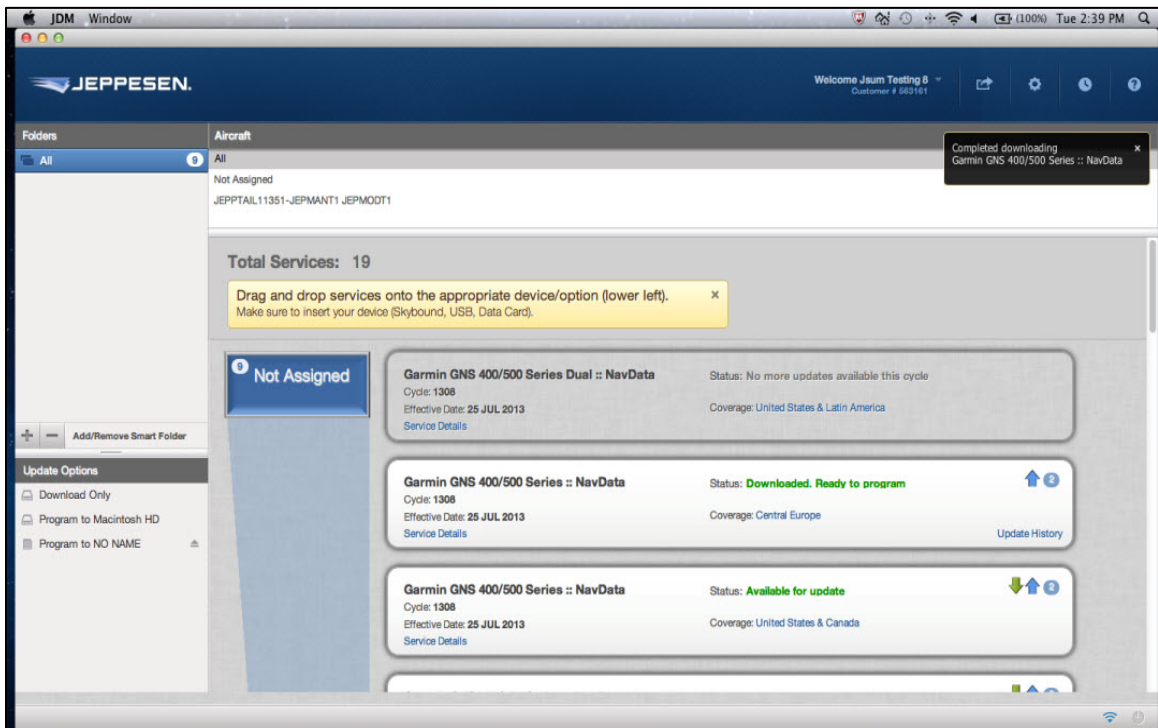 JDM Window
(100%) Tue 2:39 PM
JEPPESEN.
Welcome Jsum Testing 8
Customer # 563161
Folders
Aircraft
All
9
All
Not Assigned
JEPPTAIL11351-JEPMANT1 JEPMODT1
Completed downloading
Garmin GNS 400/500 Series :: NavData
x
Total Services: 19
Drag and drop services onto the appropriate device/option (lower left).
Make sure to insert your device (Skybound, USB, Data Card).
x
9
Not Assigned
Garmin GNS 400/500 Series Dual :: NavData
Cycle: 1308
Effective Date: 25 JUL 2013
Service Details
Status: No more updates available this cycle
Coverage: United States & Latin America
Garmin GNS 400/500 Series :: NavData
Cycle: 1308
Effective Date: 25 JUL 2013
Service Details
Status: Downloaded. Ready to program
Coverage: Central Europe
2
Update History
Garmin GNS 400/500 Series :: NavData
Cycle: 1308
Effective Date: 25 JUL 2013
Service Details
Status: Available for update
Coverage: United States & Canada
2
Add/Remove Smart Folder
Update Options
Download Only
Program to Macintosh HD
Program to NO NAME